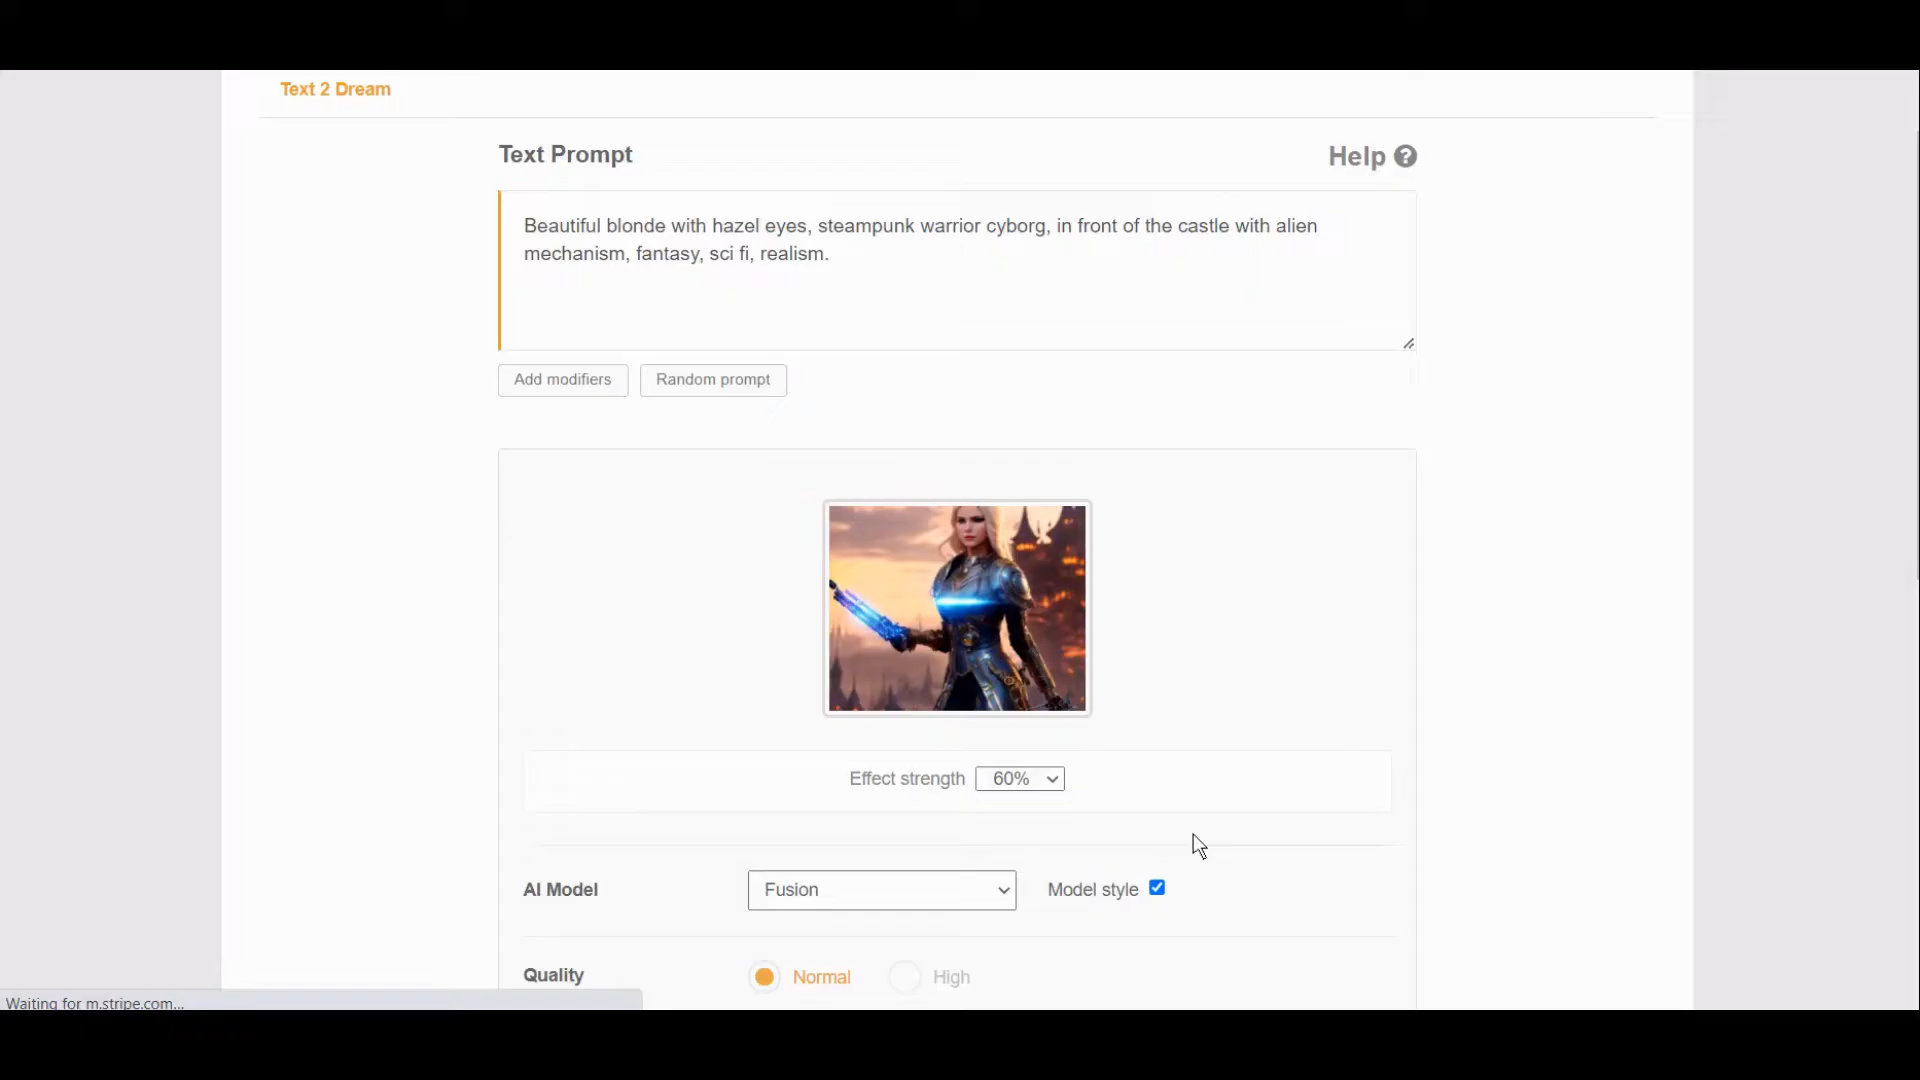 Text 2 Dream
Text Prompt
Help ?
Beautiful blonde with hazel eyes, steampunk warrior cyborg, in front of the castle with alien
mechanism, fantasy, sci fi, realism.
Add modifiers
Random prompt
Effect strength
60%
AI Model
Fusion
Model style
Quality
Normal
High
Waiting for m.stripe.com...